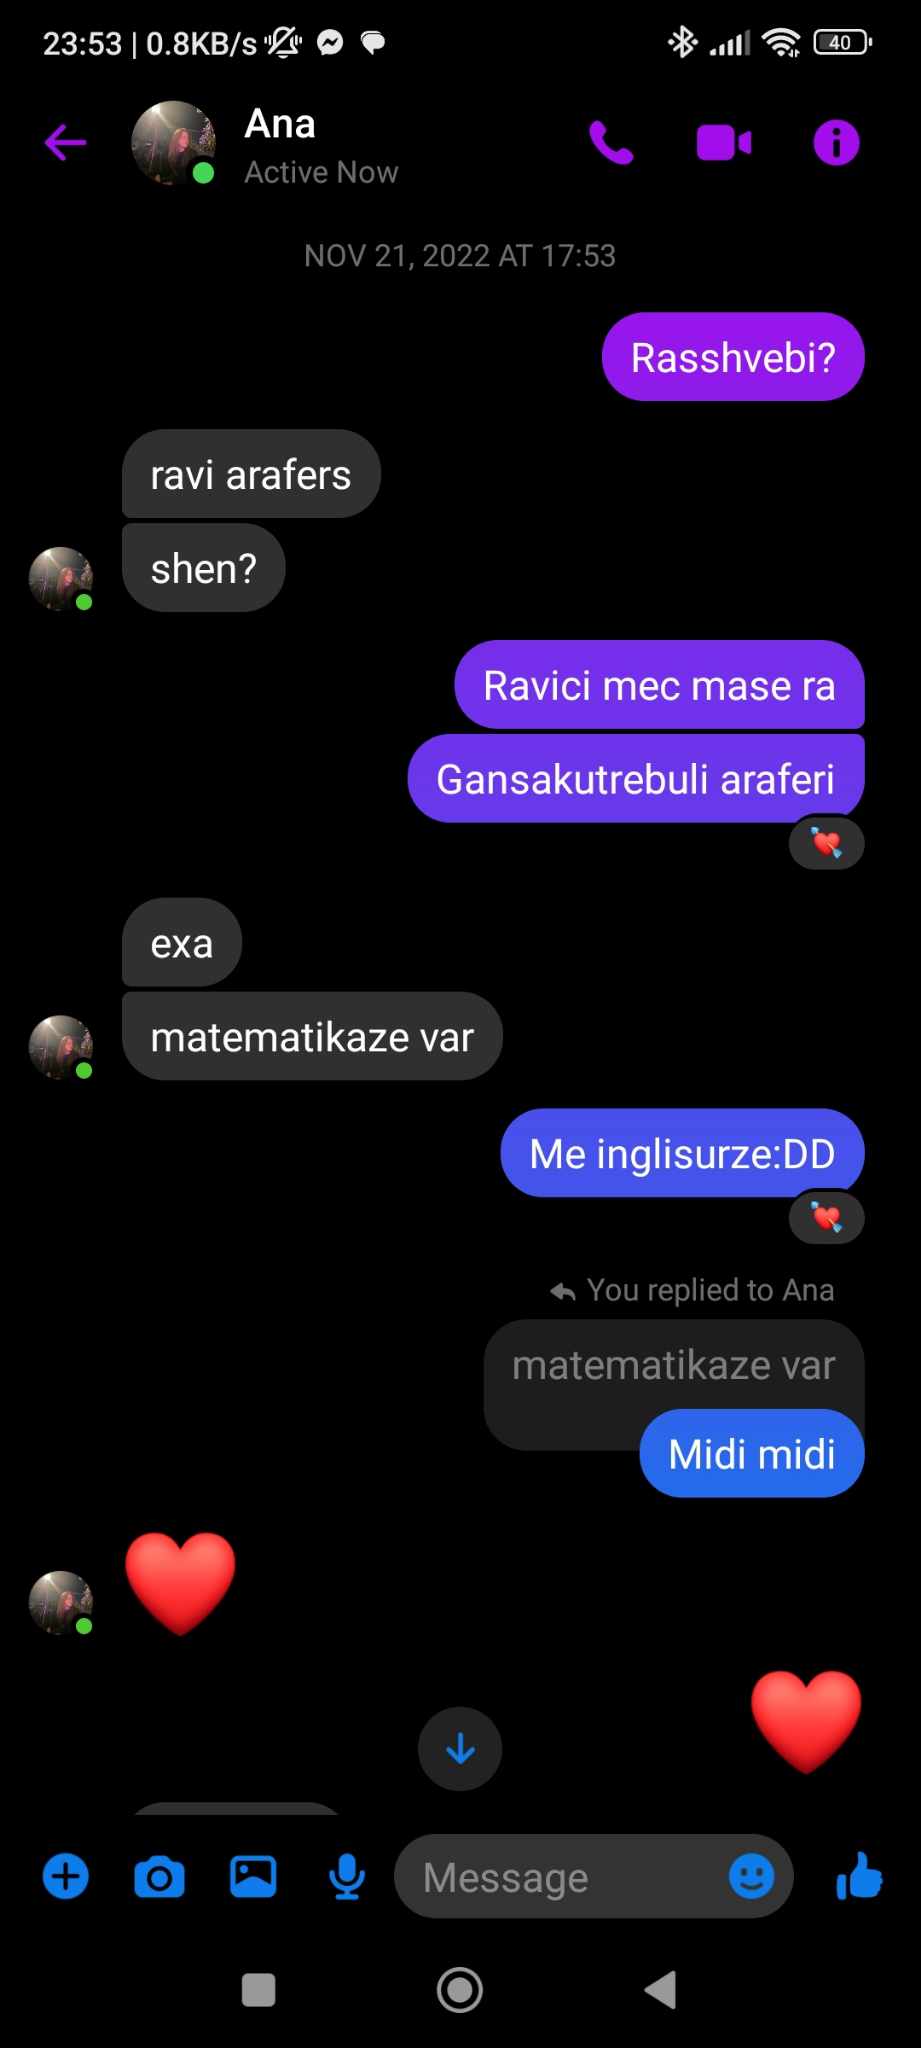 23:53 | 0.8KB/s 40
Ana
Active Now
NOV 21, 2022 AT 17:53
Rasshvebi?
ravi arafers
shen?
Ravici mec mase ra
Gansakutrebuli araferi
exa
matematikaze var
Me inglisurze:DD
You replied to Ana
matematikaze var
Midi midi
Message